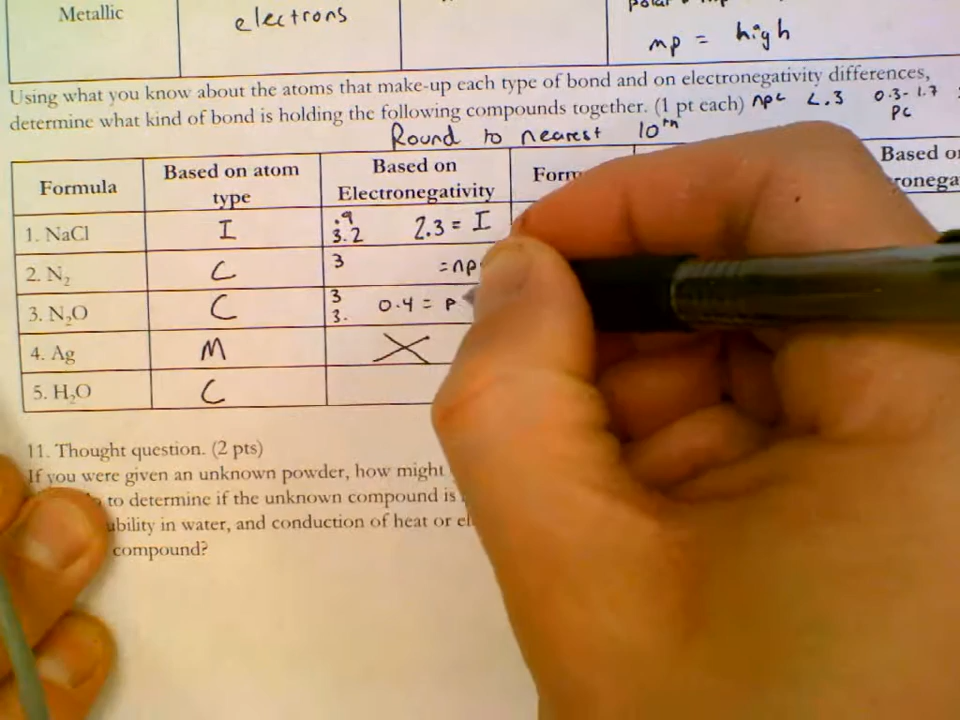 Metallic
electrons
mp = high
Using what you know about the atoms that make-up each type of bond and on electronegativity differences,
determine what kind of bond is holding the following compounds together. (1 pt each) npc <.3 0.3-1.7
PC
Round to nearest 10th
Formula Based on atom type Based on Electronegativity Form Based on
1. NaCl I .9 3.2 2.3 = I
2. N₂ C 3 = np
3. N₂O C 3 3. 0.4 = P
4. Ag M X
5. H₂O C
11. Thought question. (2 pts)
If you were given an unknown powder, how might
to determine if the unknown compound is
ubility in water, and conduction of heat or el
compound?